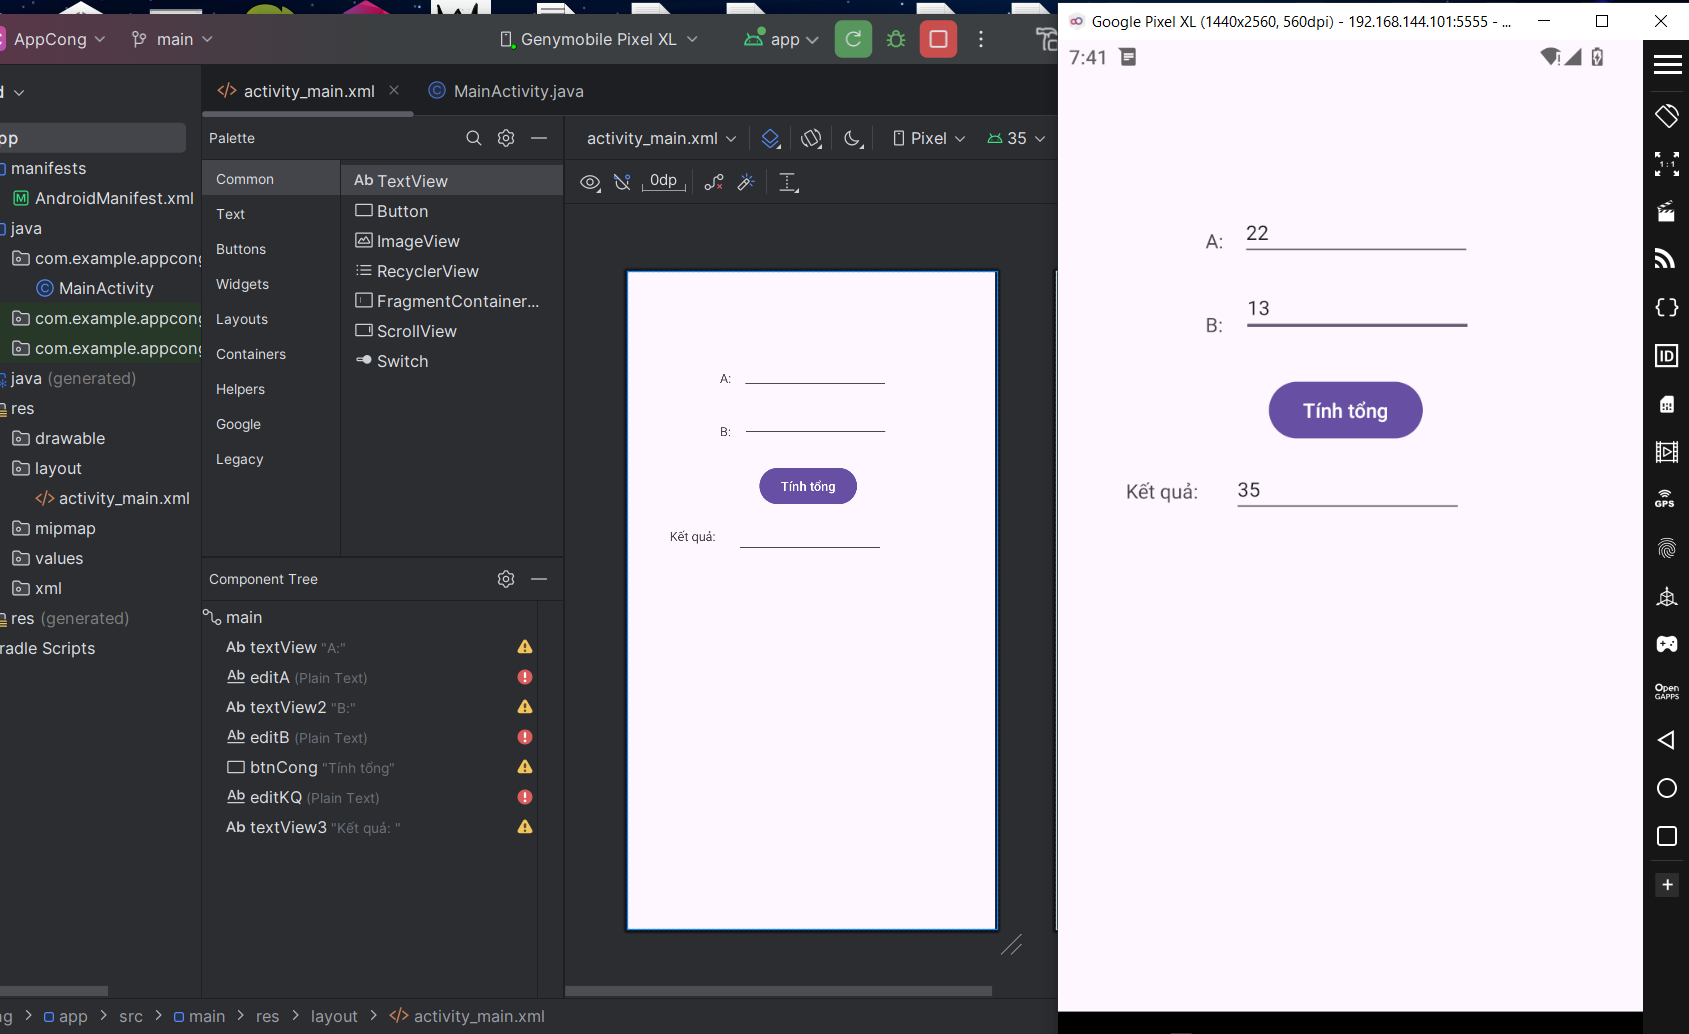 AppCong
main
Genymobile Pixel XL
app
activity_main.xml
MainActivity.java
manifests
AndroidManifest.xml
java
com.example.appcong
MainActivity
com.example.appcong
com.example.appcong
java (generated)
res
drawable
layout
activity_main.xml
mipmap
values
xml
res (generated)
radle Scripts
Palette
Common
Text
Buttons
Widgets
Layouts
Containers
Helpers
Google
Legacy
Ab TextView
Button
ImageView
RecyclerView
FragmentContainer...
ScrollView
Switch
activity_main.xml
Pixel
35
0dp
A:
B:
Tính tổng
Kết quả:
Component Tree
main
Ab textView "A:"
Ab editA (Plain Text)
Ab textView2 "B:"
Ab editB (Plain Text)
btnCong "Tính tổng"
Ab editKQ (Plain Text)
Ab textView3 "Kết quả: "
ng > app > src > main > res > layout > activity_main.xml
Google Pixel XL (1440x2560, 560dpi) - 192.168.144.101:5555 - ...
7:41
A: 22
B: 13
Tính tổng
Kết quả: 35
1:1
ID
GPS
Open
GAPPS